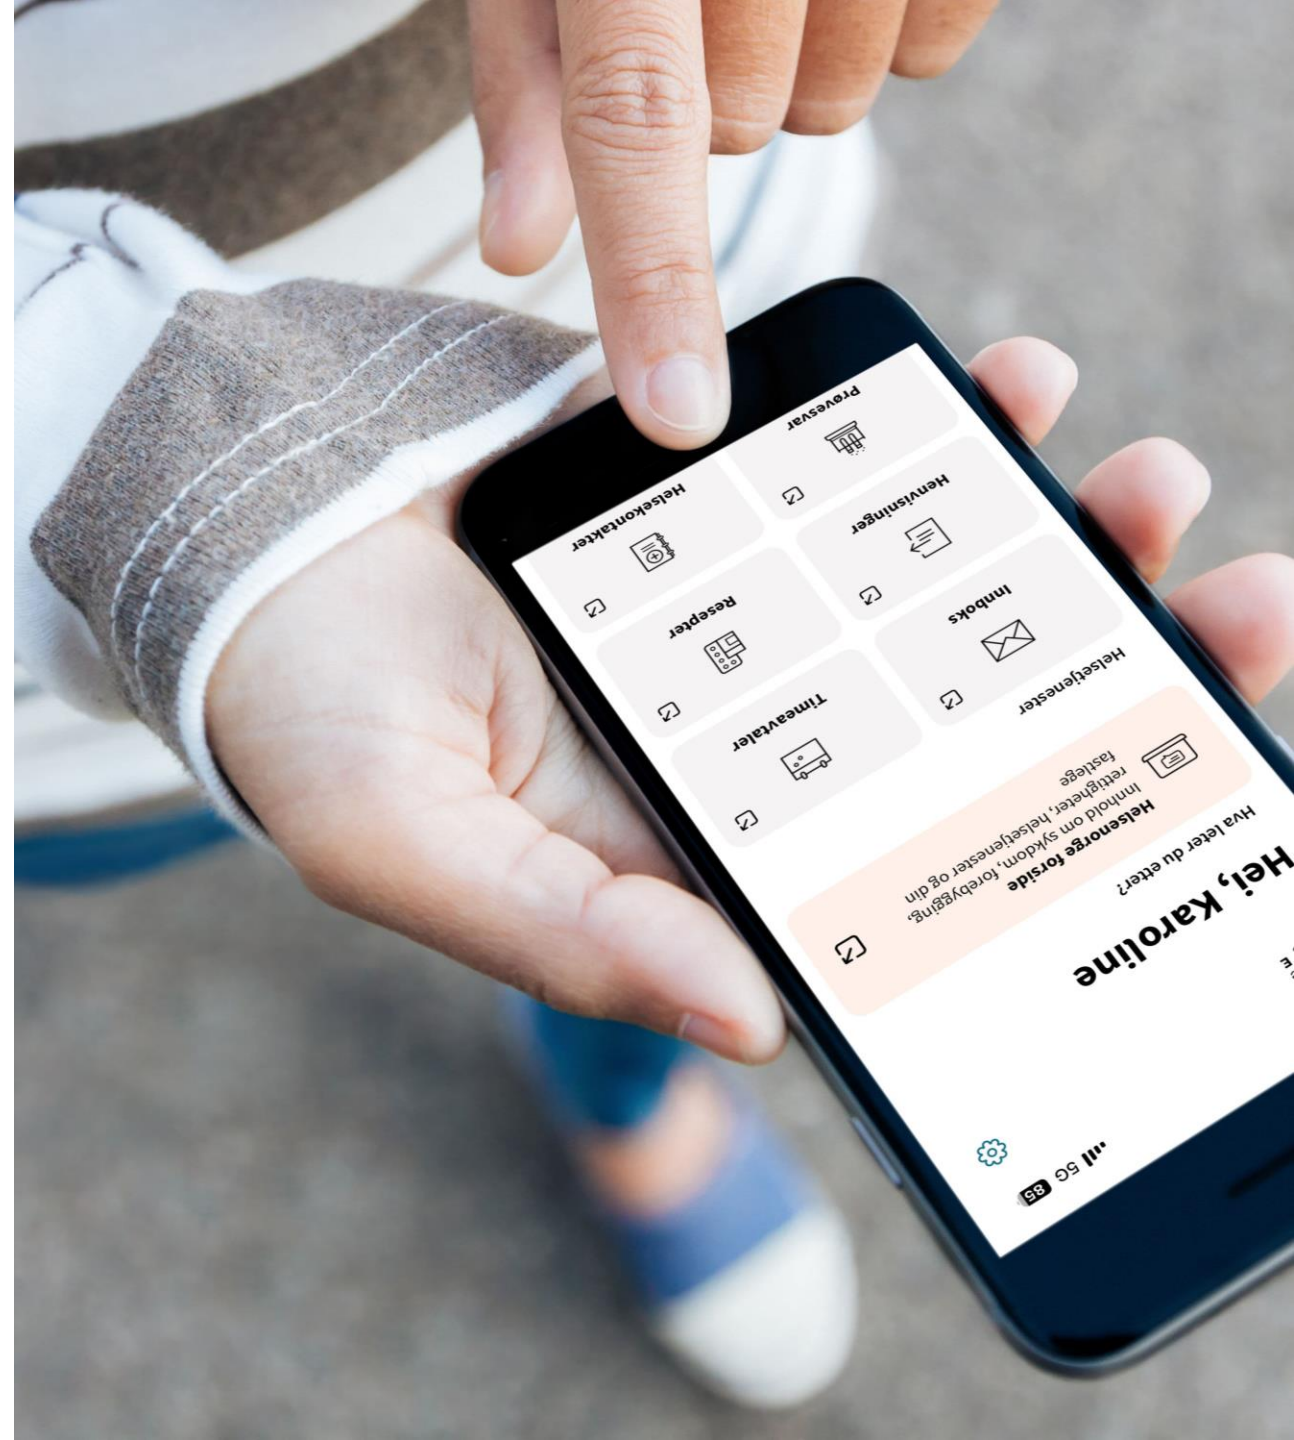 5G 85
Hei, Karoline
Hva leter du etter?
Helsenorge forside
Innhold om sykdom, forebygging,
rettigheter, helsetjenester og din
fastlege
Helsetjenester
Innboks
Timeavtaler
Henvisninger
Resepter
Prøvesvar
Helsekontakter